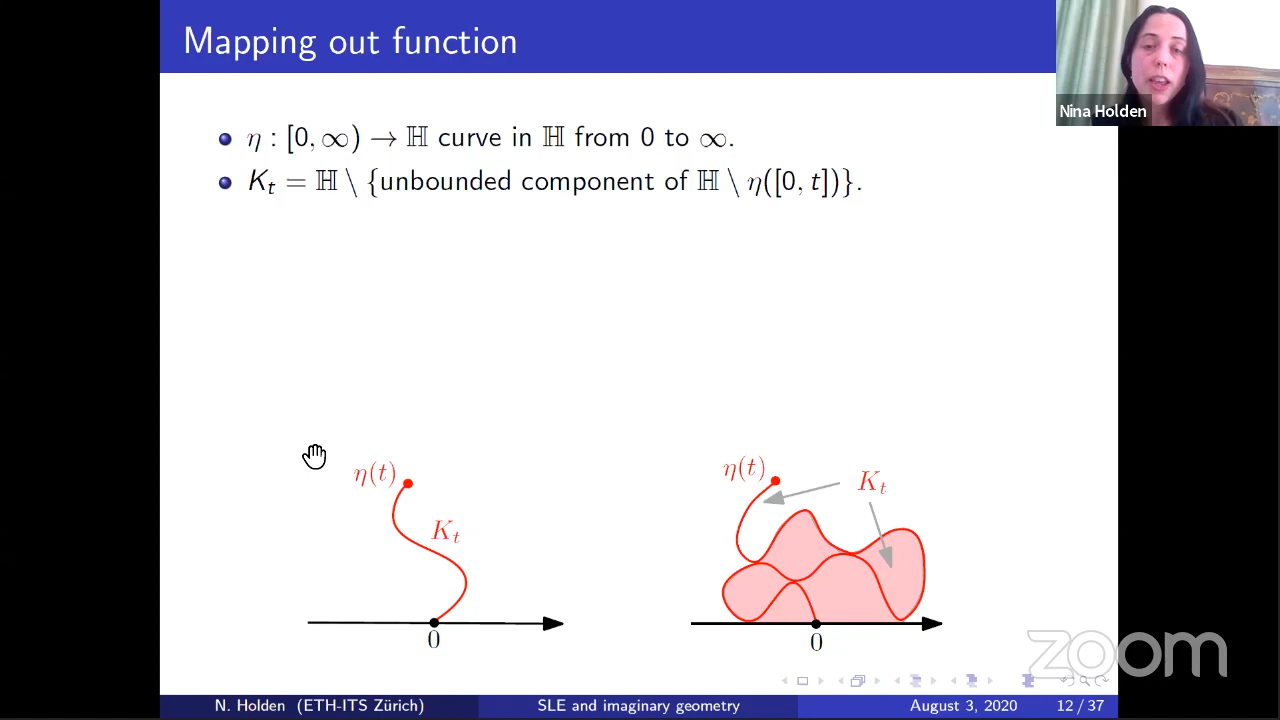 Mapping out function
Nina Holden
η : [0, ∞) → ℍ curve in ℍ from 0 to ∞.
K_t = ℍ \ {unbounded component of ℍ \ η([0, t])}.
η(t)
K_t
0
η(t)
K_t
0
zoom
N. Holden (ETH-ITS Zürich)
SLE and imaginary geometry
August 3, 2020
12 / 37